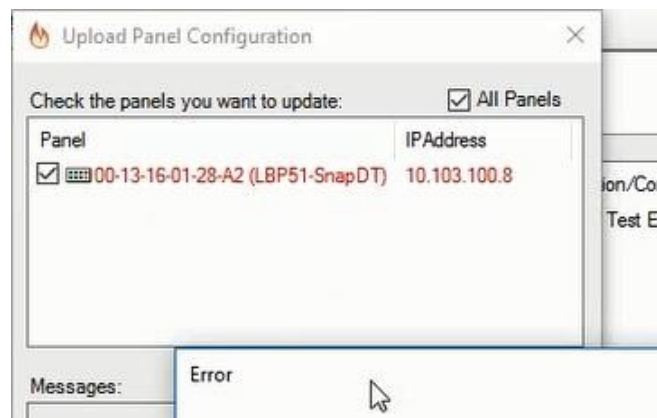 Upload Panel Configuration
Check the panels you want to update:
All Panels
Panel
IPAddress
00-13-16-01-28-A2 (LBP51-SnapDT)
10.103.100.8
Test E
Error
Messages: